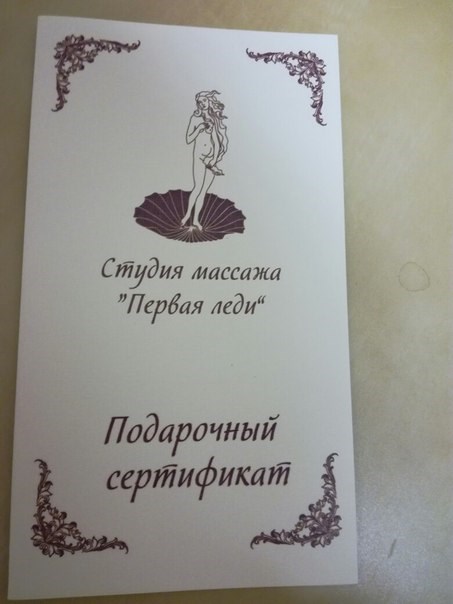 Студия массажа
"Первая леди“
Подарочный
сертификат